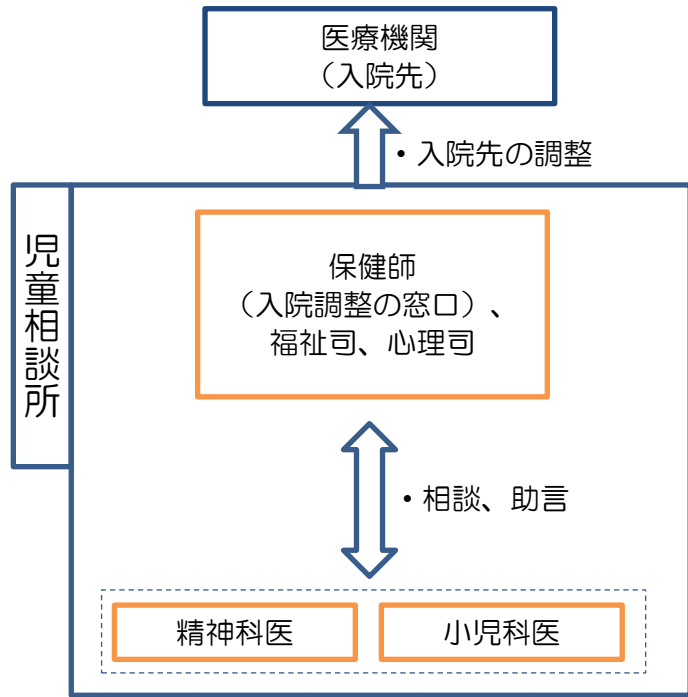 医療機関
（入院先）
・入院先の調整
児童相談所
保健師
（入院調整の窓口）、
福祉司、心理司
・相談、助言
精神科医
小児科医